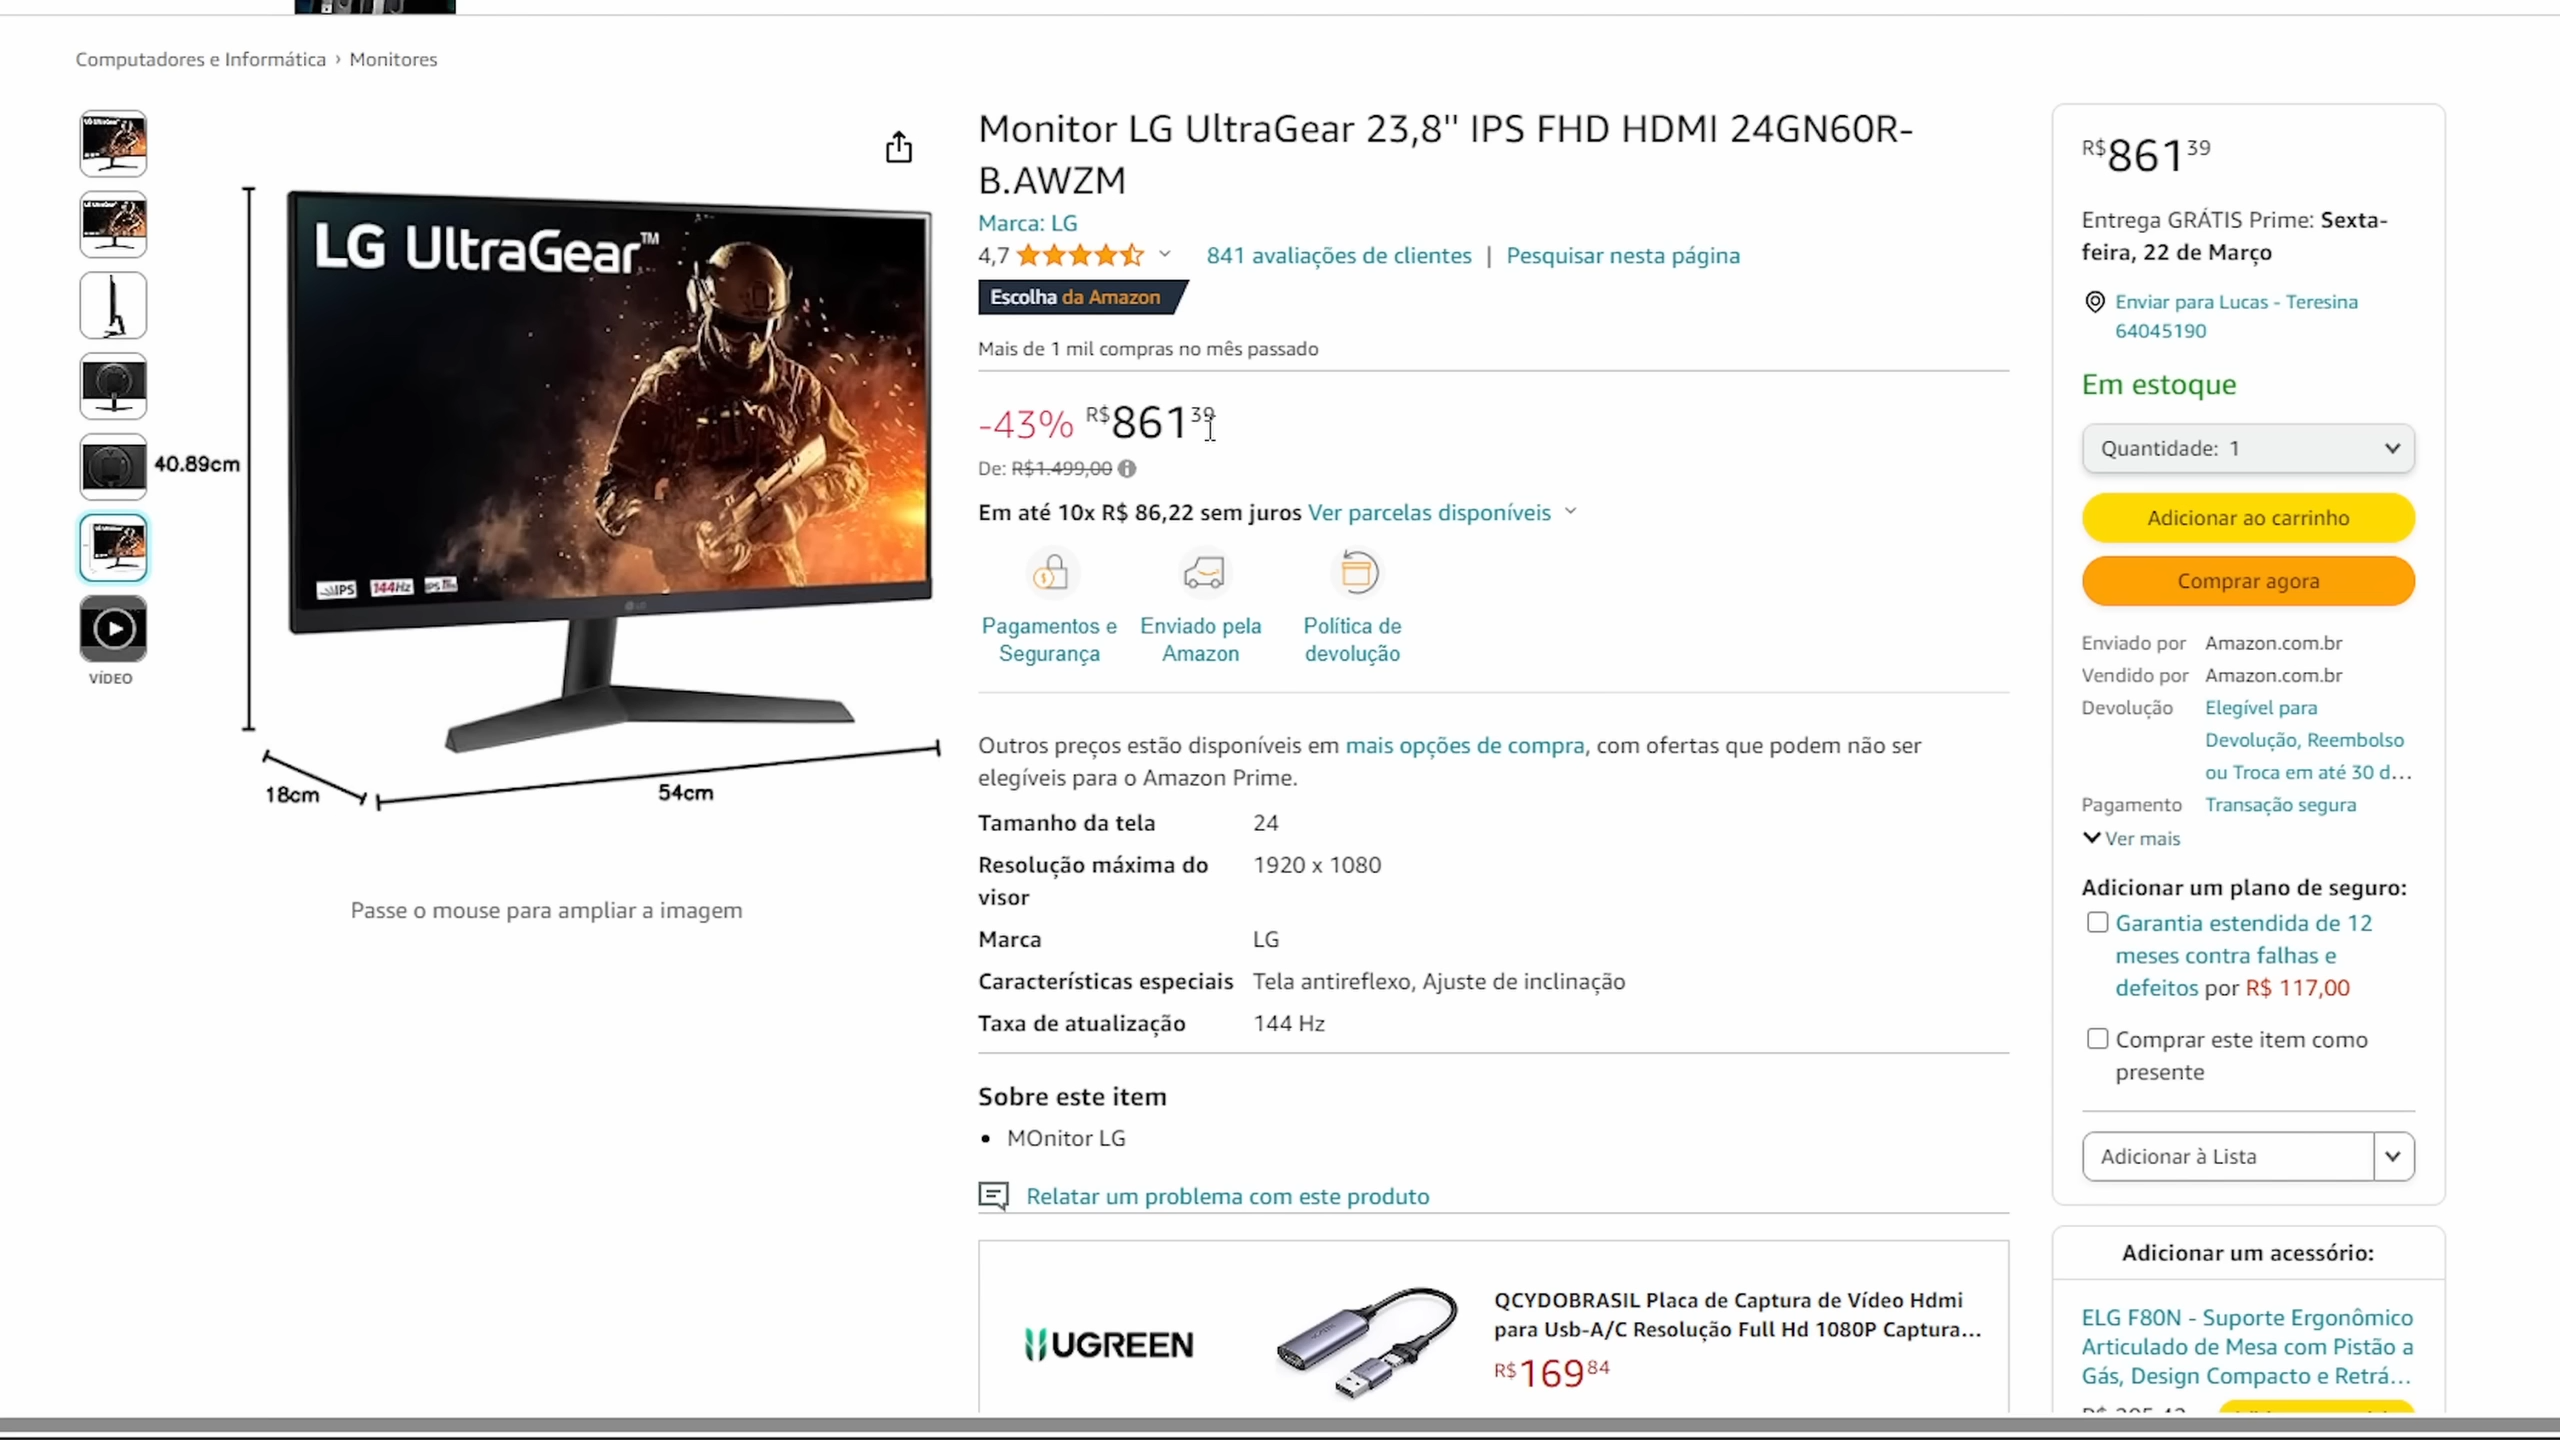 Computadores e Informática › Monitores
Monitor LG UltraGear 23,8" IPS FHD HDMI 24GN60R-
B.AWZM
Marca: LG
4,7
841 avaliações de clientes | Pesquisar nesta página
Escolha da Amazon
Mais de 1 mil compras no mês passado
-43% R$861 39
De: R$1.499,00
Em até 10x R$ 86,22 sem juros Ver parcelas disponíveis
Pagamentos e
Segurança
Enviado pela
Amazon
Política de
devolução
Outros preços estão disponíveis em mais opções de compra, com ofertas que podem não ser
elegíveis para o Amazon Prime.
Tamanho da tela 24
Resolução máxima do
visor
1920 x 1080
Marca LG
Características especiais Tela antireflexo, Ajuste de inclinação
Taxa de atualização 144 Hz
Sobre este item
• MOnitor LG
Relatar um problema com este produto
UGREEN
QCYDOBRASIL Placa de Captura de Vídeo Hdmi
para Usb-A/C Resolução Full Hd 1080P Captura...
R$169 84
LG UltraGear™
IPS 144Hz
LG
40.89cm
18cm
54cm
VÍDEO
Passe o mouse para ampliar a imagem
R$861 39
Entrega GRÁTIS Prime: Sexta-
feira, 22 de Março
Enviar para Lucas - Teresina
64045190
Em estoque
Quantidade: 1
Adicionar ao carrinho
Comprar agora
Enviado por Amazon.com.br
Vendido por Amazon.com.br
Devolução Elegível para
Devolução, Reembolso
ou Troca em até 30 d...
Pagamento Transação segura
Ver mais
Adicionar um plano de seguro:
Garantia estendida de 12
meses contra falhas e
defeitos por R$ 117,00
Comprar este item como
presente
Adicionar à Lista
Adicionar um acessório:
ELG F80N - Suporte Ergonômico
Articulado de Mesa com Pistão a
Gás, Design Compacto e Retrá...